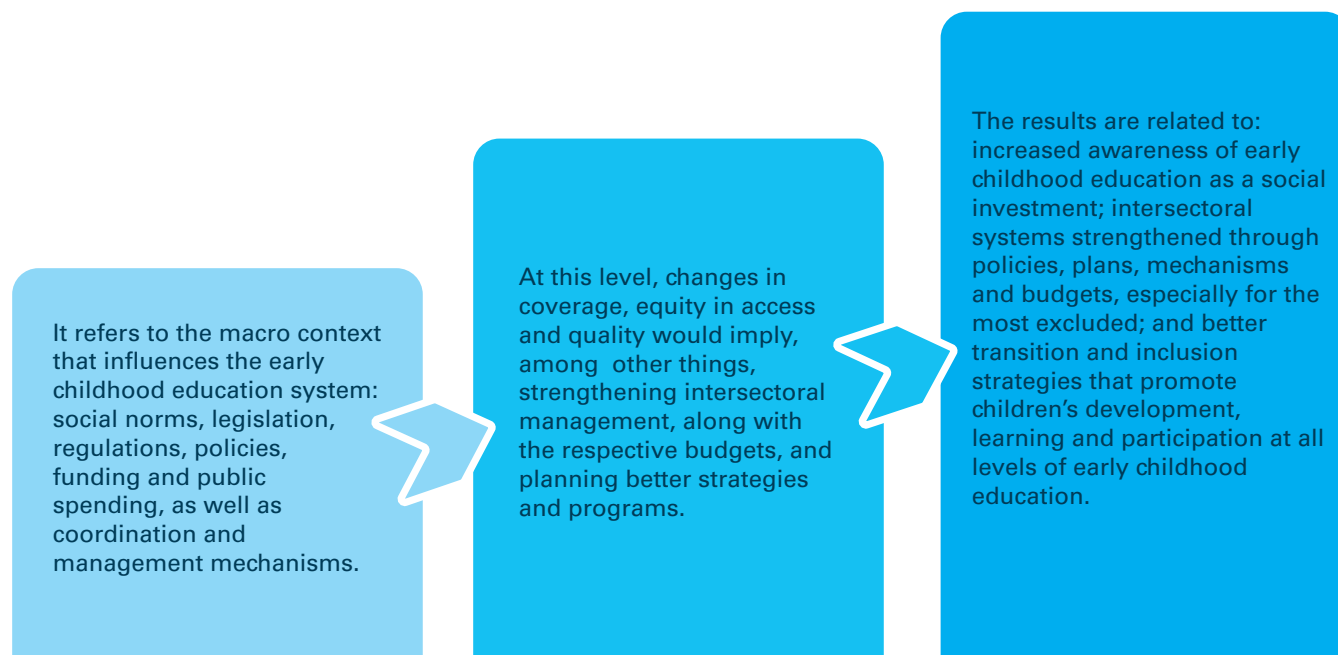 It refers to the macro context
that influences the early
childhood education system:
social norms, legislation,
regulations, policies,
funding and public
spending, as well as
coordination and
management mechanisms.
At this level, changes in
coverage, equity in access
and quality would imply,
among  other things,
strengthening intersectoral
management, along with
the respective budgets, and
planning better strategies
and programs.
The results are related to:
increased awareness of early
childhood education as a social
investment; intersectoral
systems strengthened through
policies, plans, mechanisms
and budgets, especially for the
most excluded; and better
transition and inclusion
strategies that promote
children’s development,
learning and participation at all
levels of early childhood
education.